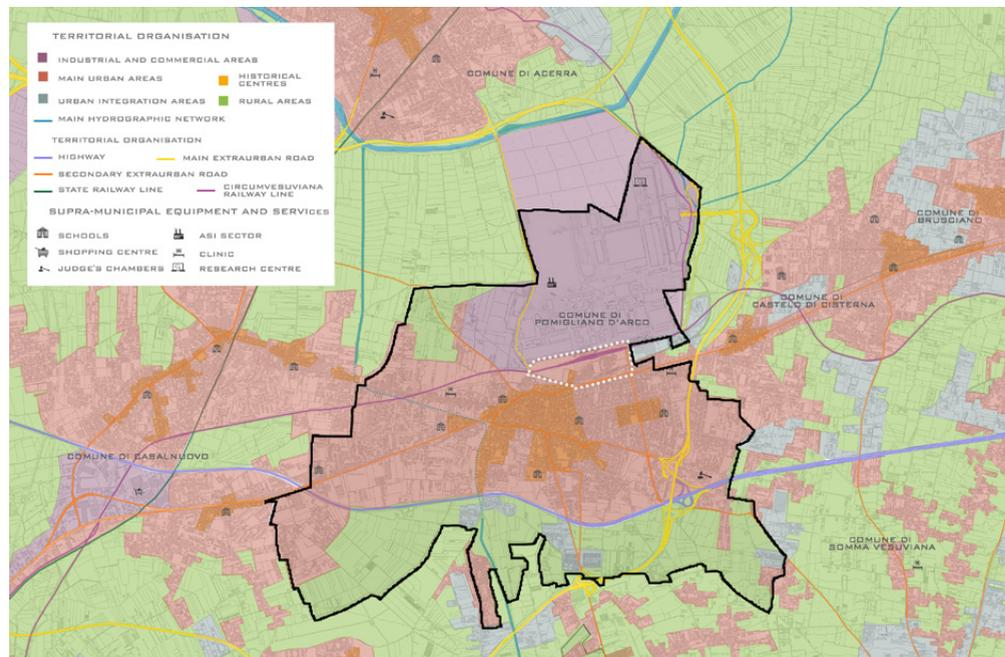 TERRITORIAL ORGANISATION
INDUSTRIAL AND COMMERCIAL AREAS
MAIN URBAN AREAS
HISTORICAL
CENTRES
URBAN INTEGRATION AREAS
RURAL AREAS
MAIN HYDROGRAPHIC NETWORK
TERRITORIAL ORGANISATION
HIGHWAY
MAIN EXTRAURBAN ROAD
SECONDARY EXTRAURBAN ROAD
STATE RAILWAY LINE
CIRCUMVESUVIANA
RAILWAY LINE
SUPRA-MUNICIPAL EQUIPMENT AND SERVICES
SCHOOLS
ASI SECTOR
SHOPPING CENTRE
CLINIC
JUDGE'S CHAMBERS
RESEARCH CENTRE
COMUNE DI ACERRA
COMUNE DI
BRUSCIANO
COMUNE DI
CASTELO DI CISTERNA
COMUNE DI
POMIGLIANO D'ARCO
COMUNE DI CASALNUOVO
COMUNE DI
SOMMA VESUVIANA